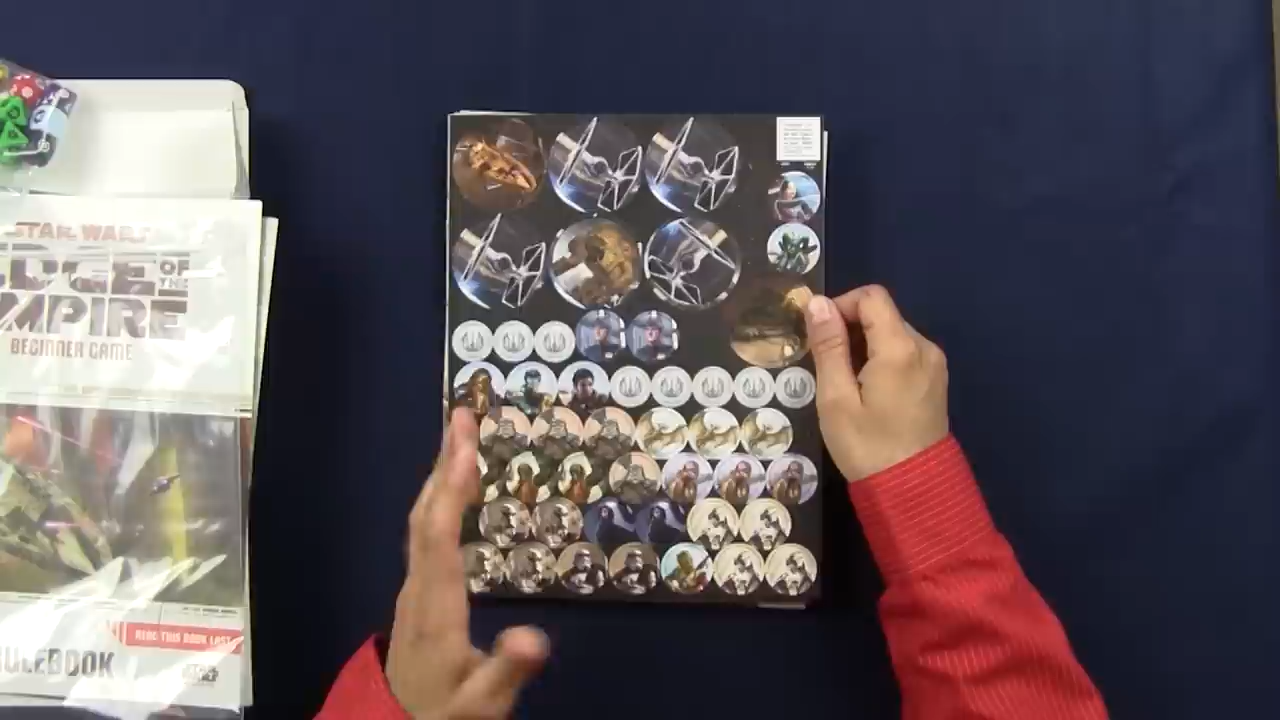 STAR WARS
EDGE OF THE
EMPIRE
BEGINNER GAME
READ THIS BOOK LAST
RULEBOOK